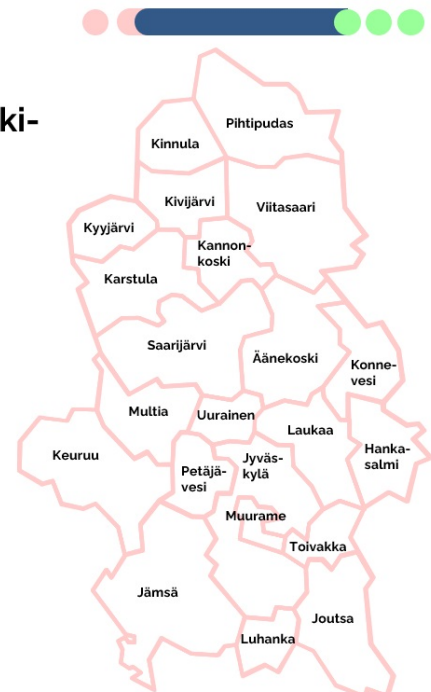 ki-
Pihtipudas
Kinnula
Kivijärvi
Viitasaari
Kyyjärvi
Kannon-
koski
Karstula
Saarijärvi
Äänekoski
Konne-
vesi
Multia
Uurainen
Laukaa
Keuruu
Petäjä-
vesi
Jyväs-
kylä
Hanka-
salmi
Muurame
Toivakka
Jämsä
Joutsa
Luhanka